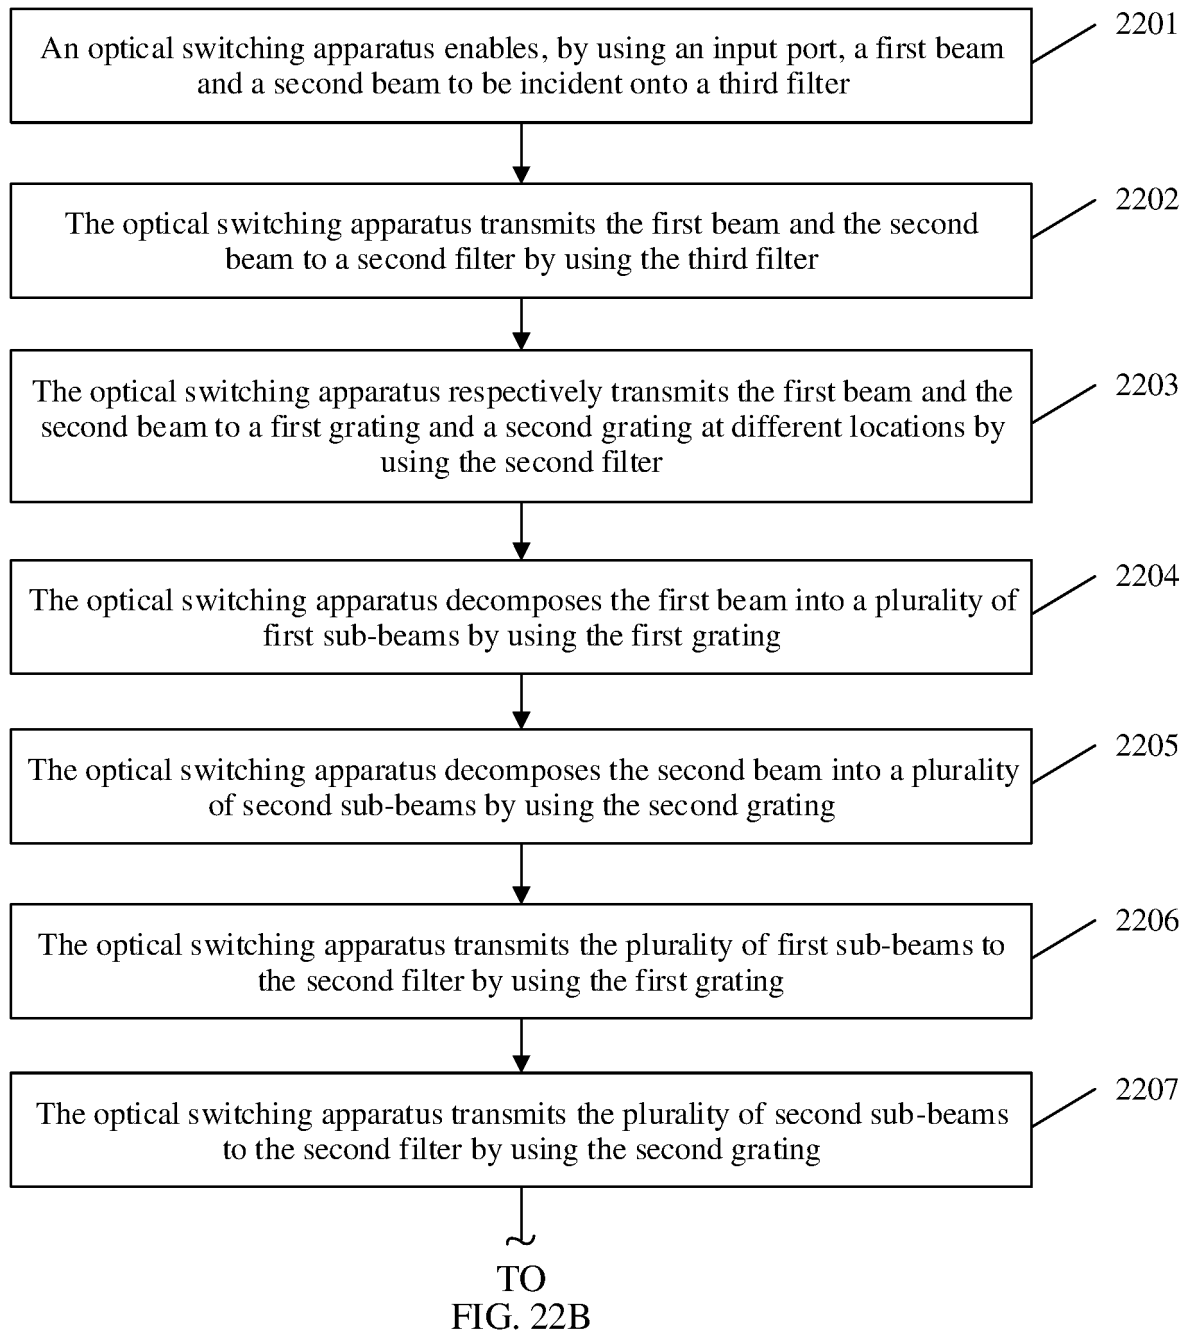 An optical switching apparatus enables, by using an input port, a first beam
and a second beam to be incident onto a third filter
2201
The optical switching apparatus transmits the first beam and the second
beam to a second filter by using the third filter
2202
The optical switching apparatus respectively transmits the first beam and the
second beam to a first grating and a second grating at different locations by
using the second filter
2203
The optical switching apparatus decomposes the first beam into a plurality of
first sub-beams by using the first grating
2204
The optical switching apparatus decomposes the second beam into a plurality
of second sub-beams by using the second grating
2205
The optical switching apparatus transmits the plurality of first sub-beams to
the second filter by using the first grating
2206
The optical switching apparatus transmits the plurality of second sub-beams
to the second filter by using the second grating
2207
TO
FIG. 22B